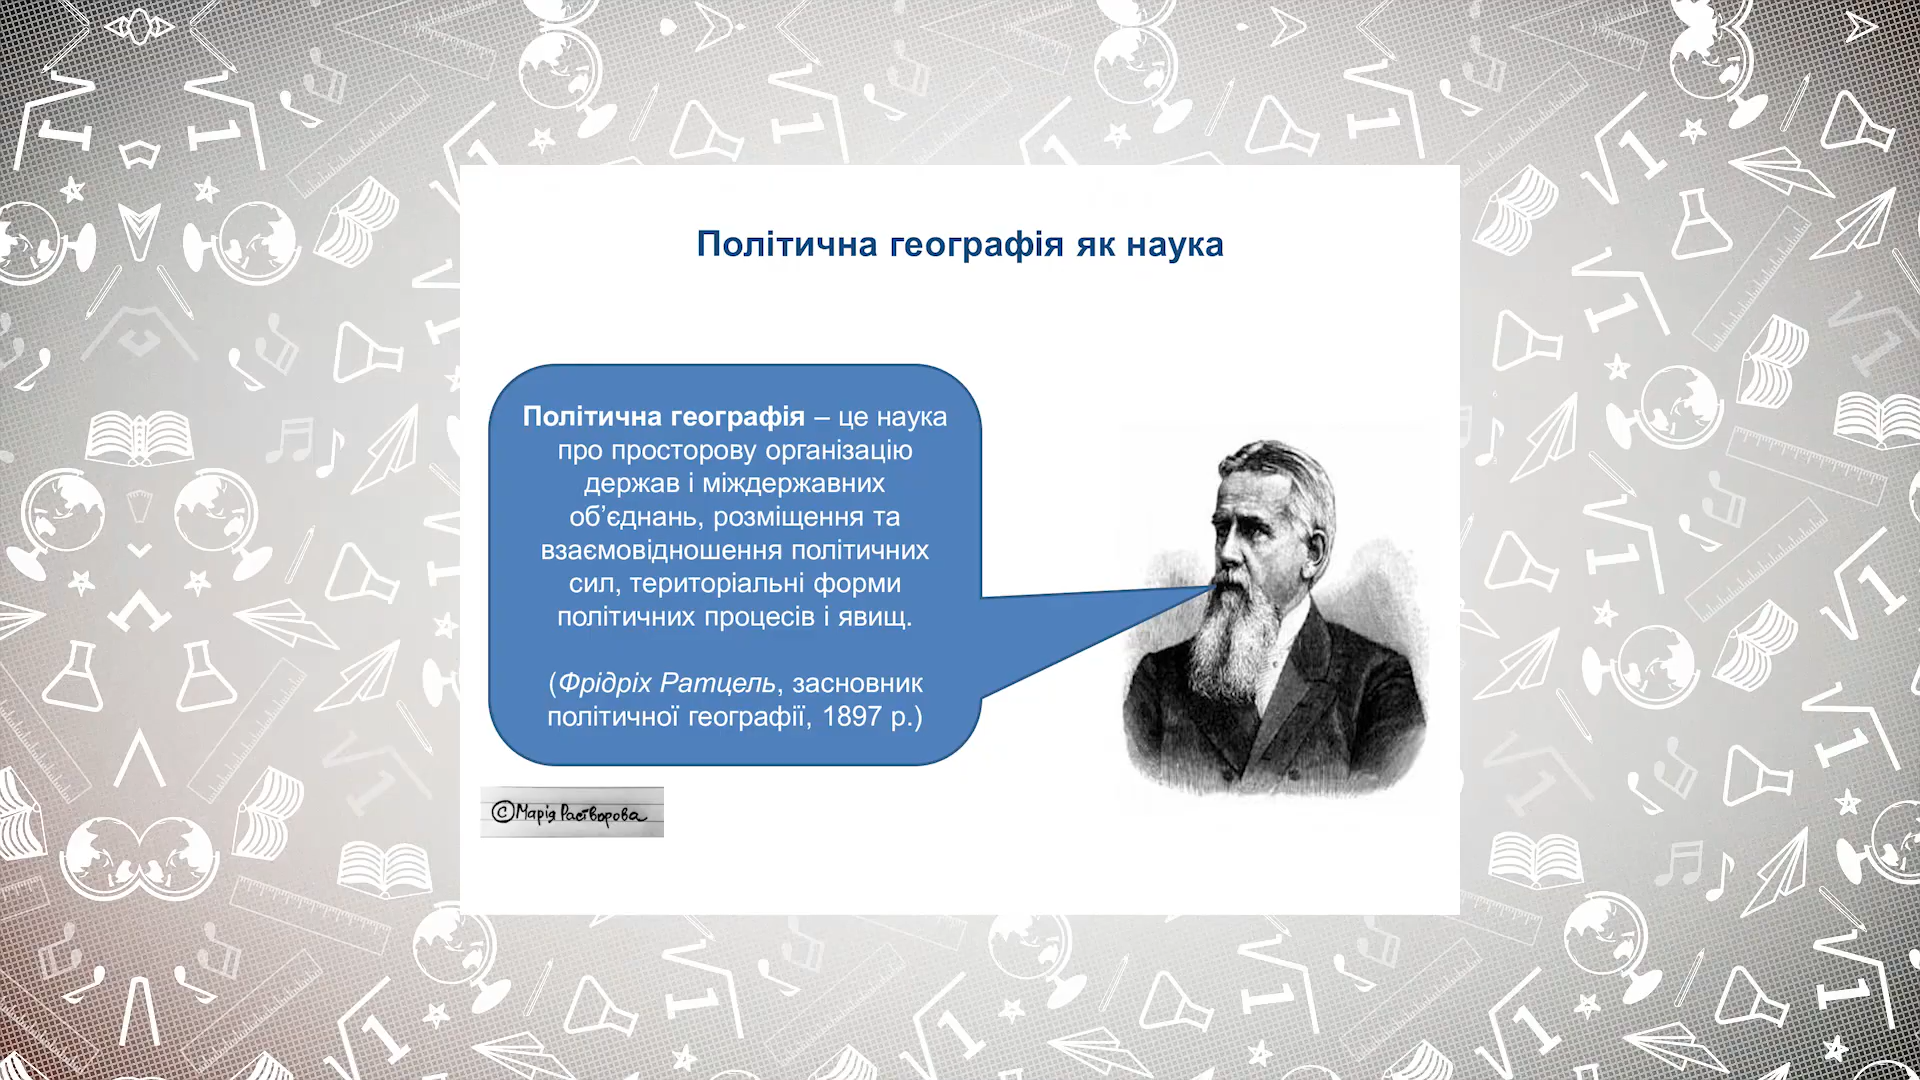 Політична географія як наука
Політична географія – це наука
про просторову організацію
держав і міждержавних
об’єднань, розміщення та
взаємовідношення політичних
сил, територіальні форми
політичних процесів і явищ.
(Фрідріх Ратцель, засновник
політичної географії, 1897 р.)
©Марія Растворова